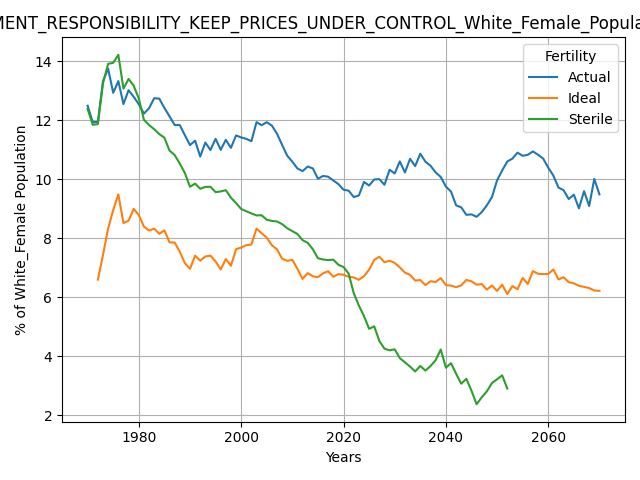 MENT_RESPONSIBILITY_KEEP_PRICES_UNDER_CONTROL_White_Female_Popula
Fertility
Actual
Ideal
Sterile
% of White_Female Population
14
12
10
8
6
4
2
1980 2000 2020 2040 2060
Years